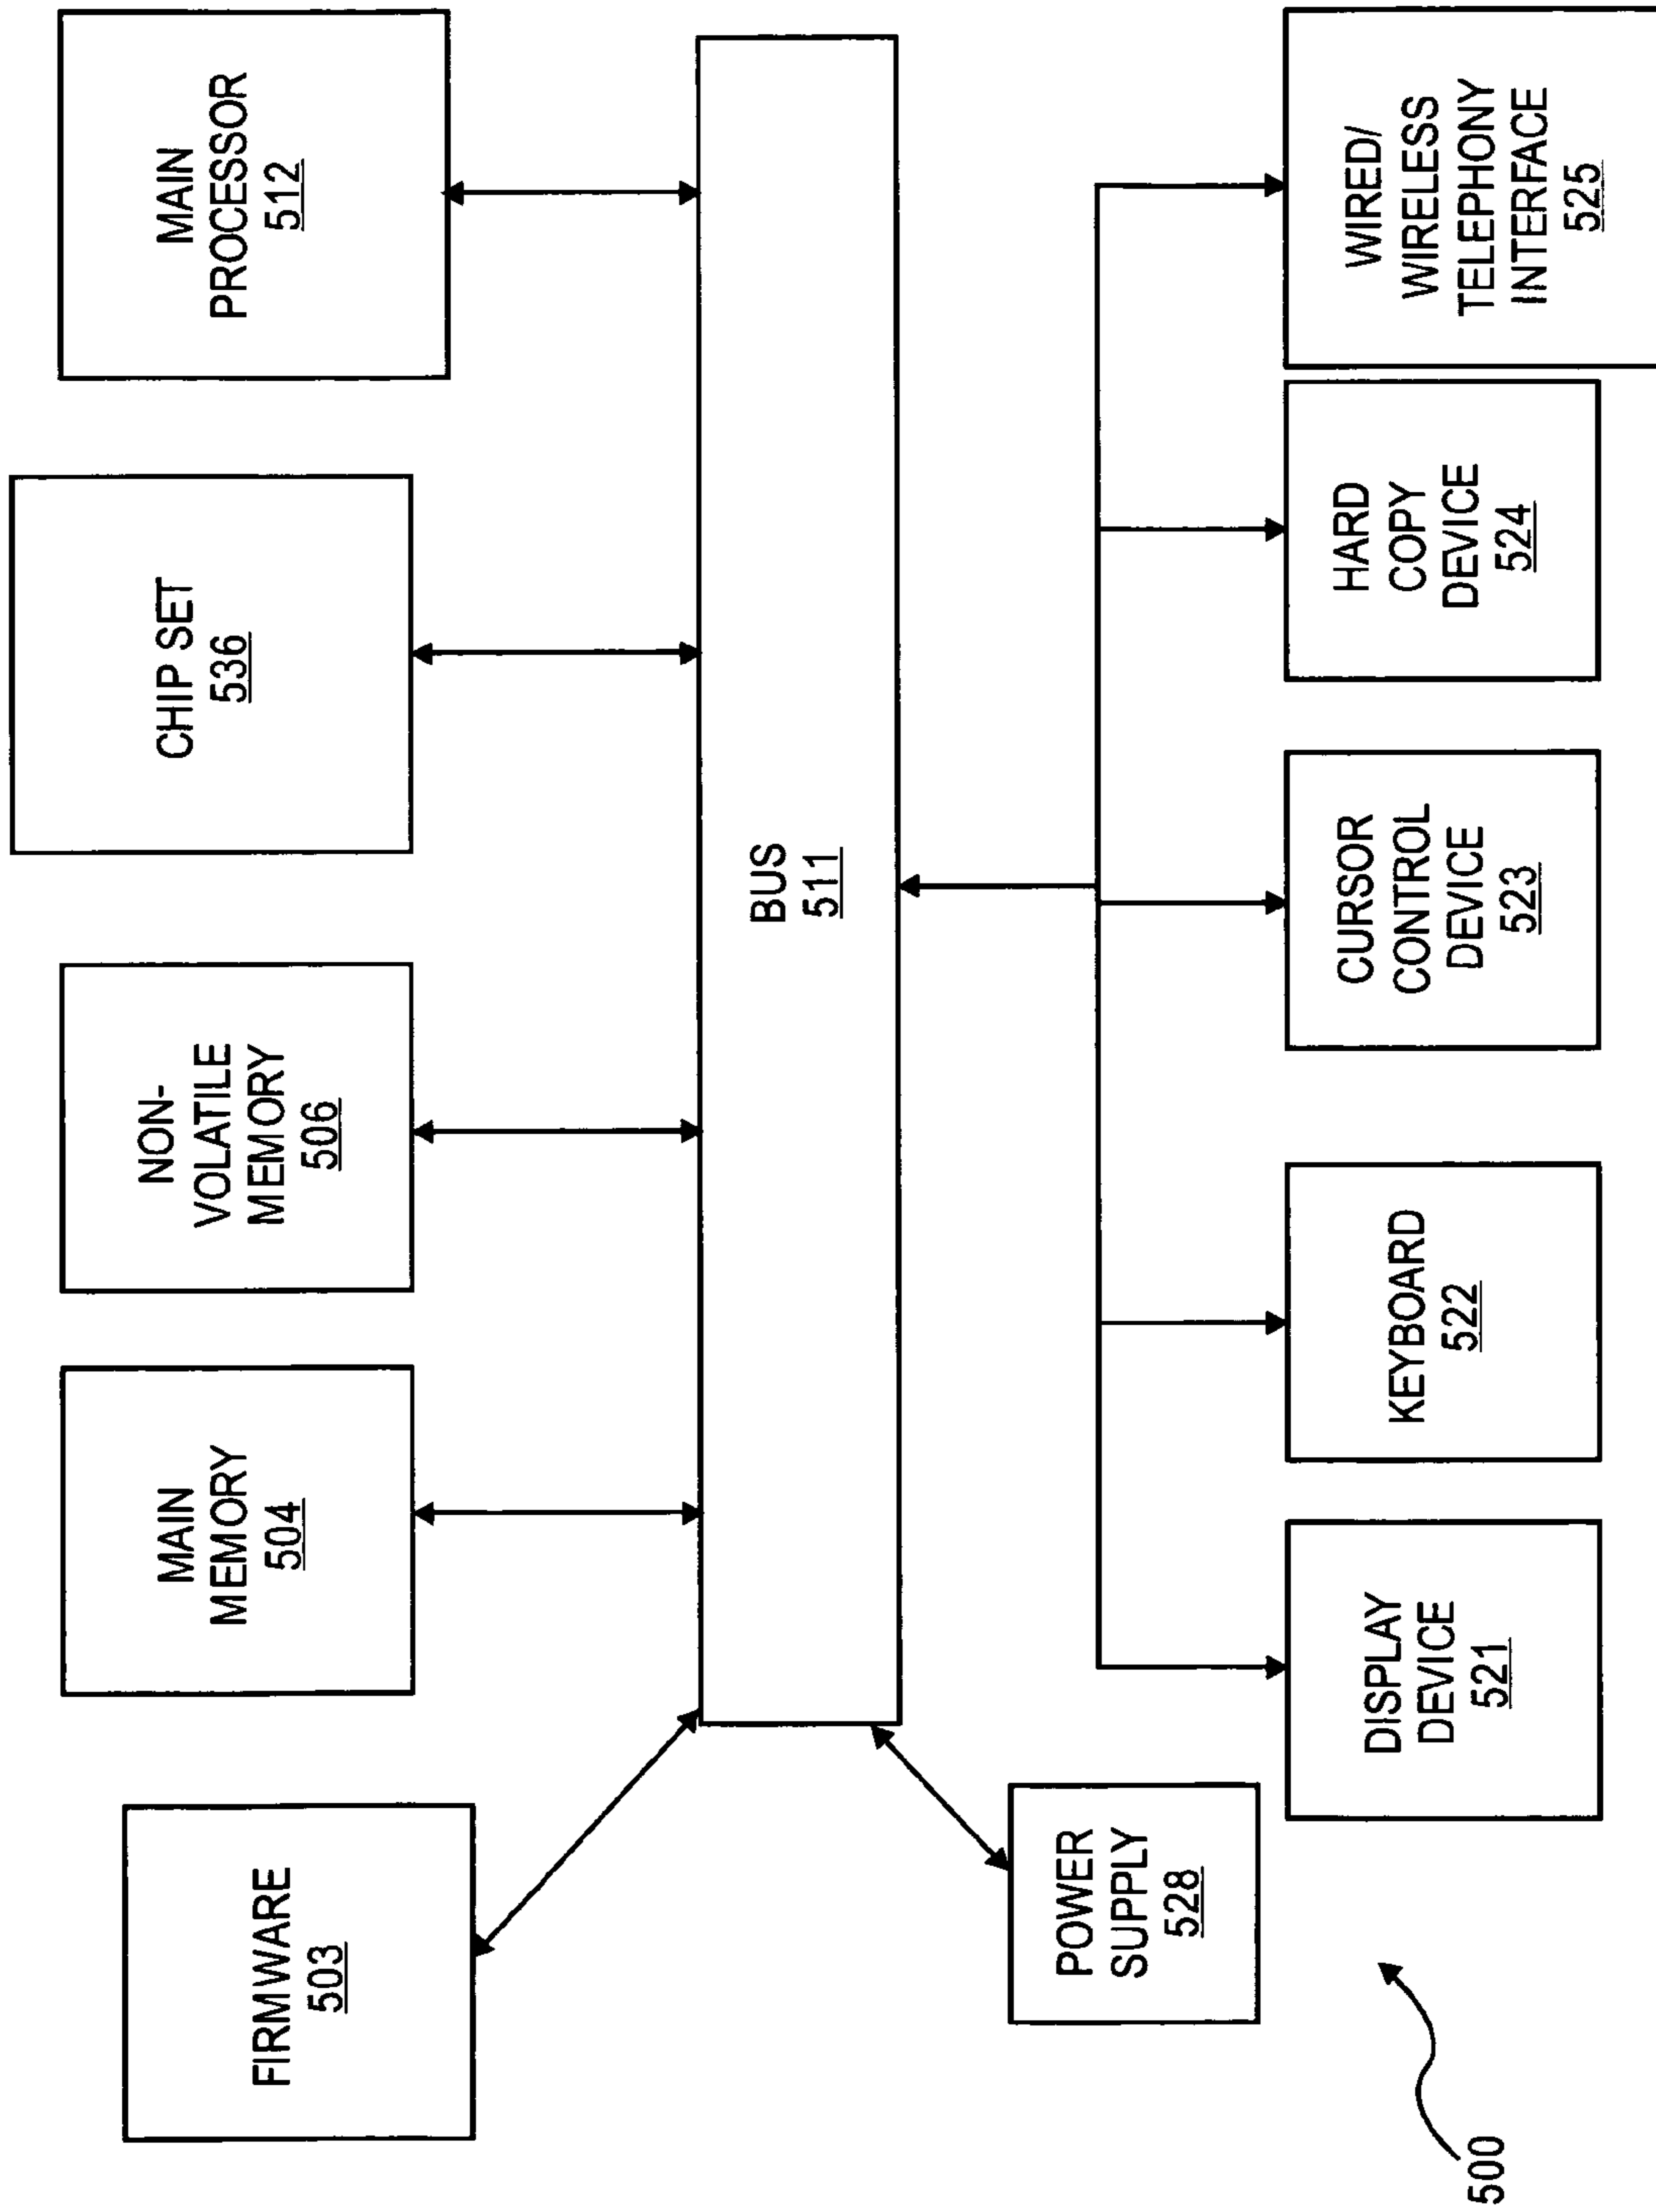 FIRMWARE
503
MAIN
MEMORY
504
NON-
VOLATILE
MEMORY
506
CHIP SET
536
MAIN
PROCESSOR
512
BUS
511
POWER
SUPPLY
528
DISPLAY
DEVICE
521
KEYBOARD
522
CURSOR
CONTROL
DEVICE
523
HARD
COPY
DEVICE
524
WIRED/
WIRELESS
TELEPHONY
INTERFACE
525
500